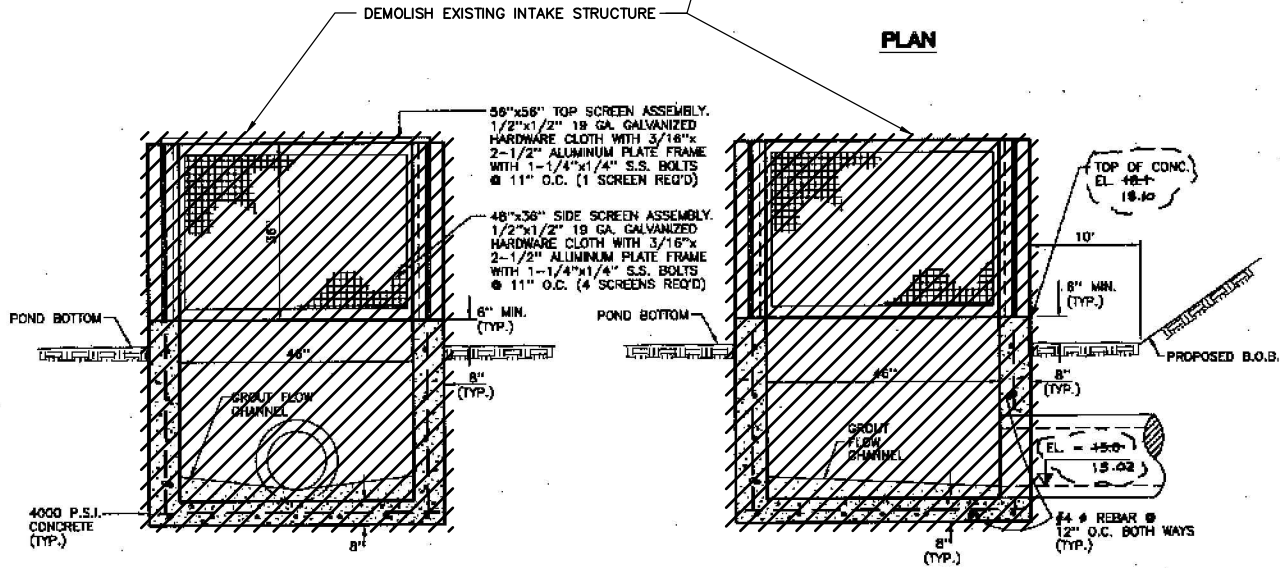 DEMOLISH EXISTING INTAKE STRUCTURE
PLAN
56"x56" TOP SCREEN ASSEMBLY.
1/2"x1/2" 19 GA. GALVANIZED
HARDWARE CLOTH WITH 3/16"x
2-1/2" ALUMINUM PLATE FRAME
WITH 1-1/4"x1/4" S.S. BOLTS
@ 11" O.C. (1 SCREEN REQ'D)
48"x36" SIDE SCREEN ASSEMBLY.
1/2"x1/2" 19 GA. GALVANIZED
HARDWARE CLOTH WITH 3/16"x
2-1/2" ALUMINUM PLATE FRAME
WITH 1-1/4"x1/4" S.S. BOLTS
@ 11" O.C. (4 SCREENS REQ'D)
36"
6" MIN.
(TYP.)
POND BOTTOM
46"
8"
(TYP.)
GROUT FLOW
CHANNEL
4000 P.S.I.
CONCRETE
(TYP.)
8"
TOP OF CONC.
EL. 18.1
18.10
10'
6" MIN.
(TYP.)
POND BOTTOM
PROPOSED B.O.B.
46"
8"
(TYP.)
GROUT
FLOW
CHANNEL
EL. = 15.0
15.02
8"
(TYP.)
#4 ϕ REBAR @
12" O.C. BOTH WAYS
(TYP.)